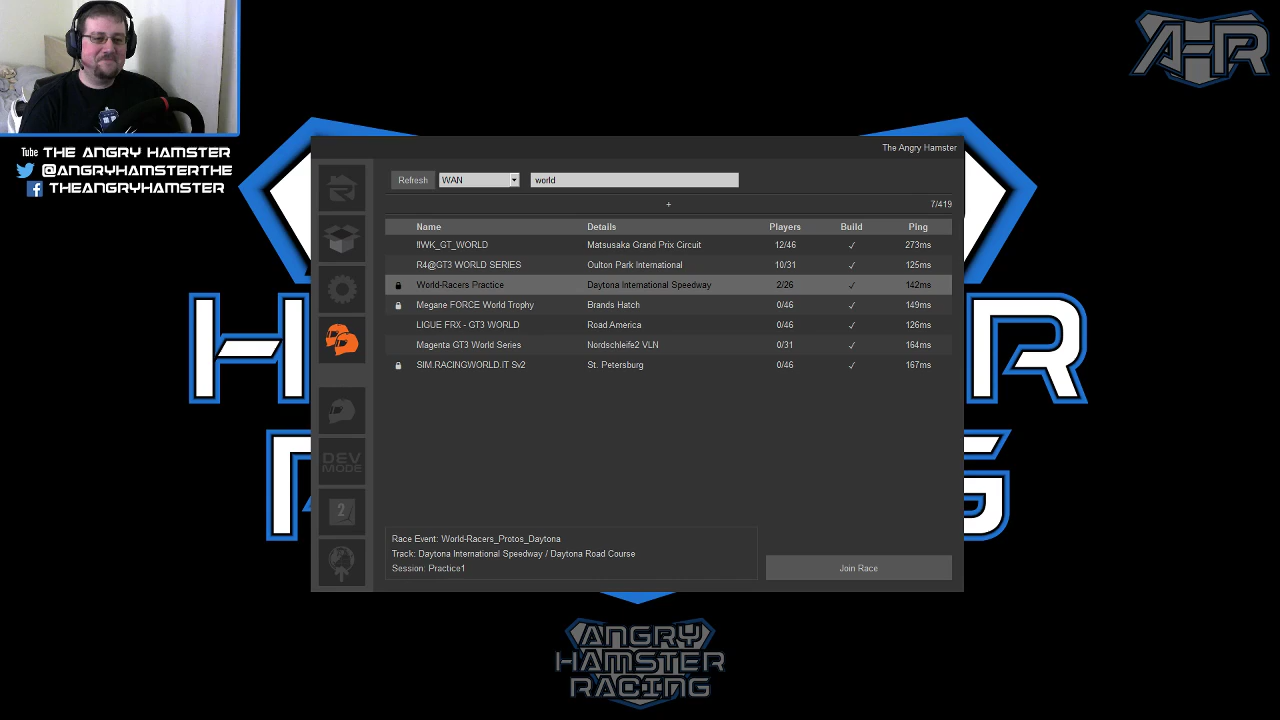 AHR
You Tube THE ANGRY HAMSTER
@ANGRYHAMSTERTHE
THEANGRYHAMSTER
The Angry Hamster
Refresh WAN world
+ 7/419
Name Details Players Build Ping
!!WK_GT_WORLD Matsusaka Grand Prix Circuit 12/46 ✓ 273ms
R4@GT3 WORLD SERIES Oulton Park International 10/31 ✓ 125ms
World-Racers Practice Daytona International Speedway 2/26 ✓ 142ms
Megane FORCE World Trophy Brands Hatch 0/46 ✓ 149ms
LIGUE FRX - GT3 WORLD Road America 0/46 ✓ 126ms
Magenta GT3 World Series Nordschleife2 VLN 0/31 ✓ 164ms
SIM.RACINGWORLD.IT Sv2 St. Petersburg 0/46 ✓ 167ms
DEV
MODE
2
Race Event: World-Racers_Protos_Daytona
Track: Daytona International Speedway / Daytona Road Course
Session: Practice1
Join Race
ANGRY
HAMSTER
RACING